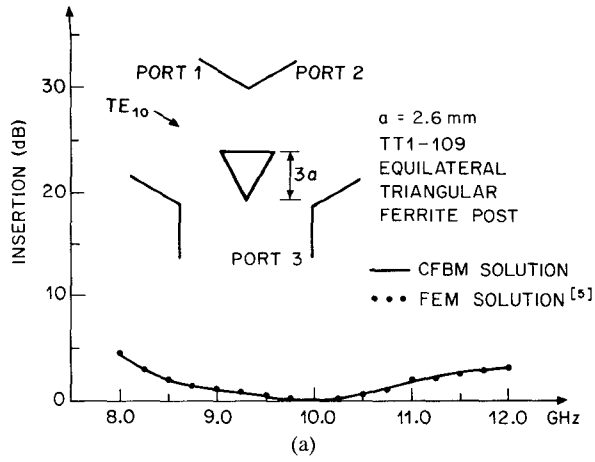 PORT 1
PORT 2
TE10
a = 2.6 mm
TT1-109
EQUILATERAL
TRIANGULAR
FERRITE POST
3a
PORT 3
CFBM SOLUTION
FEM SOLUTION[5]
INSERTION (dB)
30
20
10
0
8.0 9.0 10.0 11.0 12.0 GHz
(a)